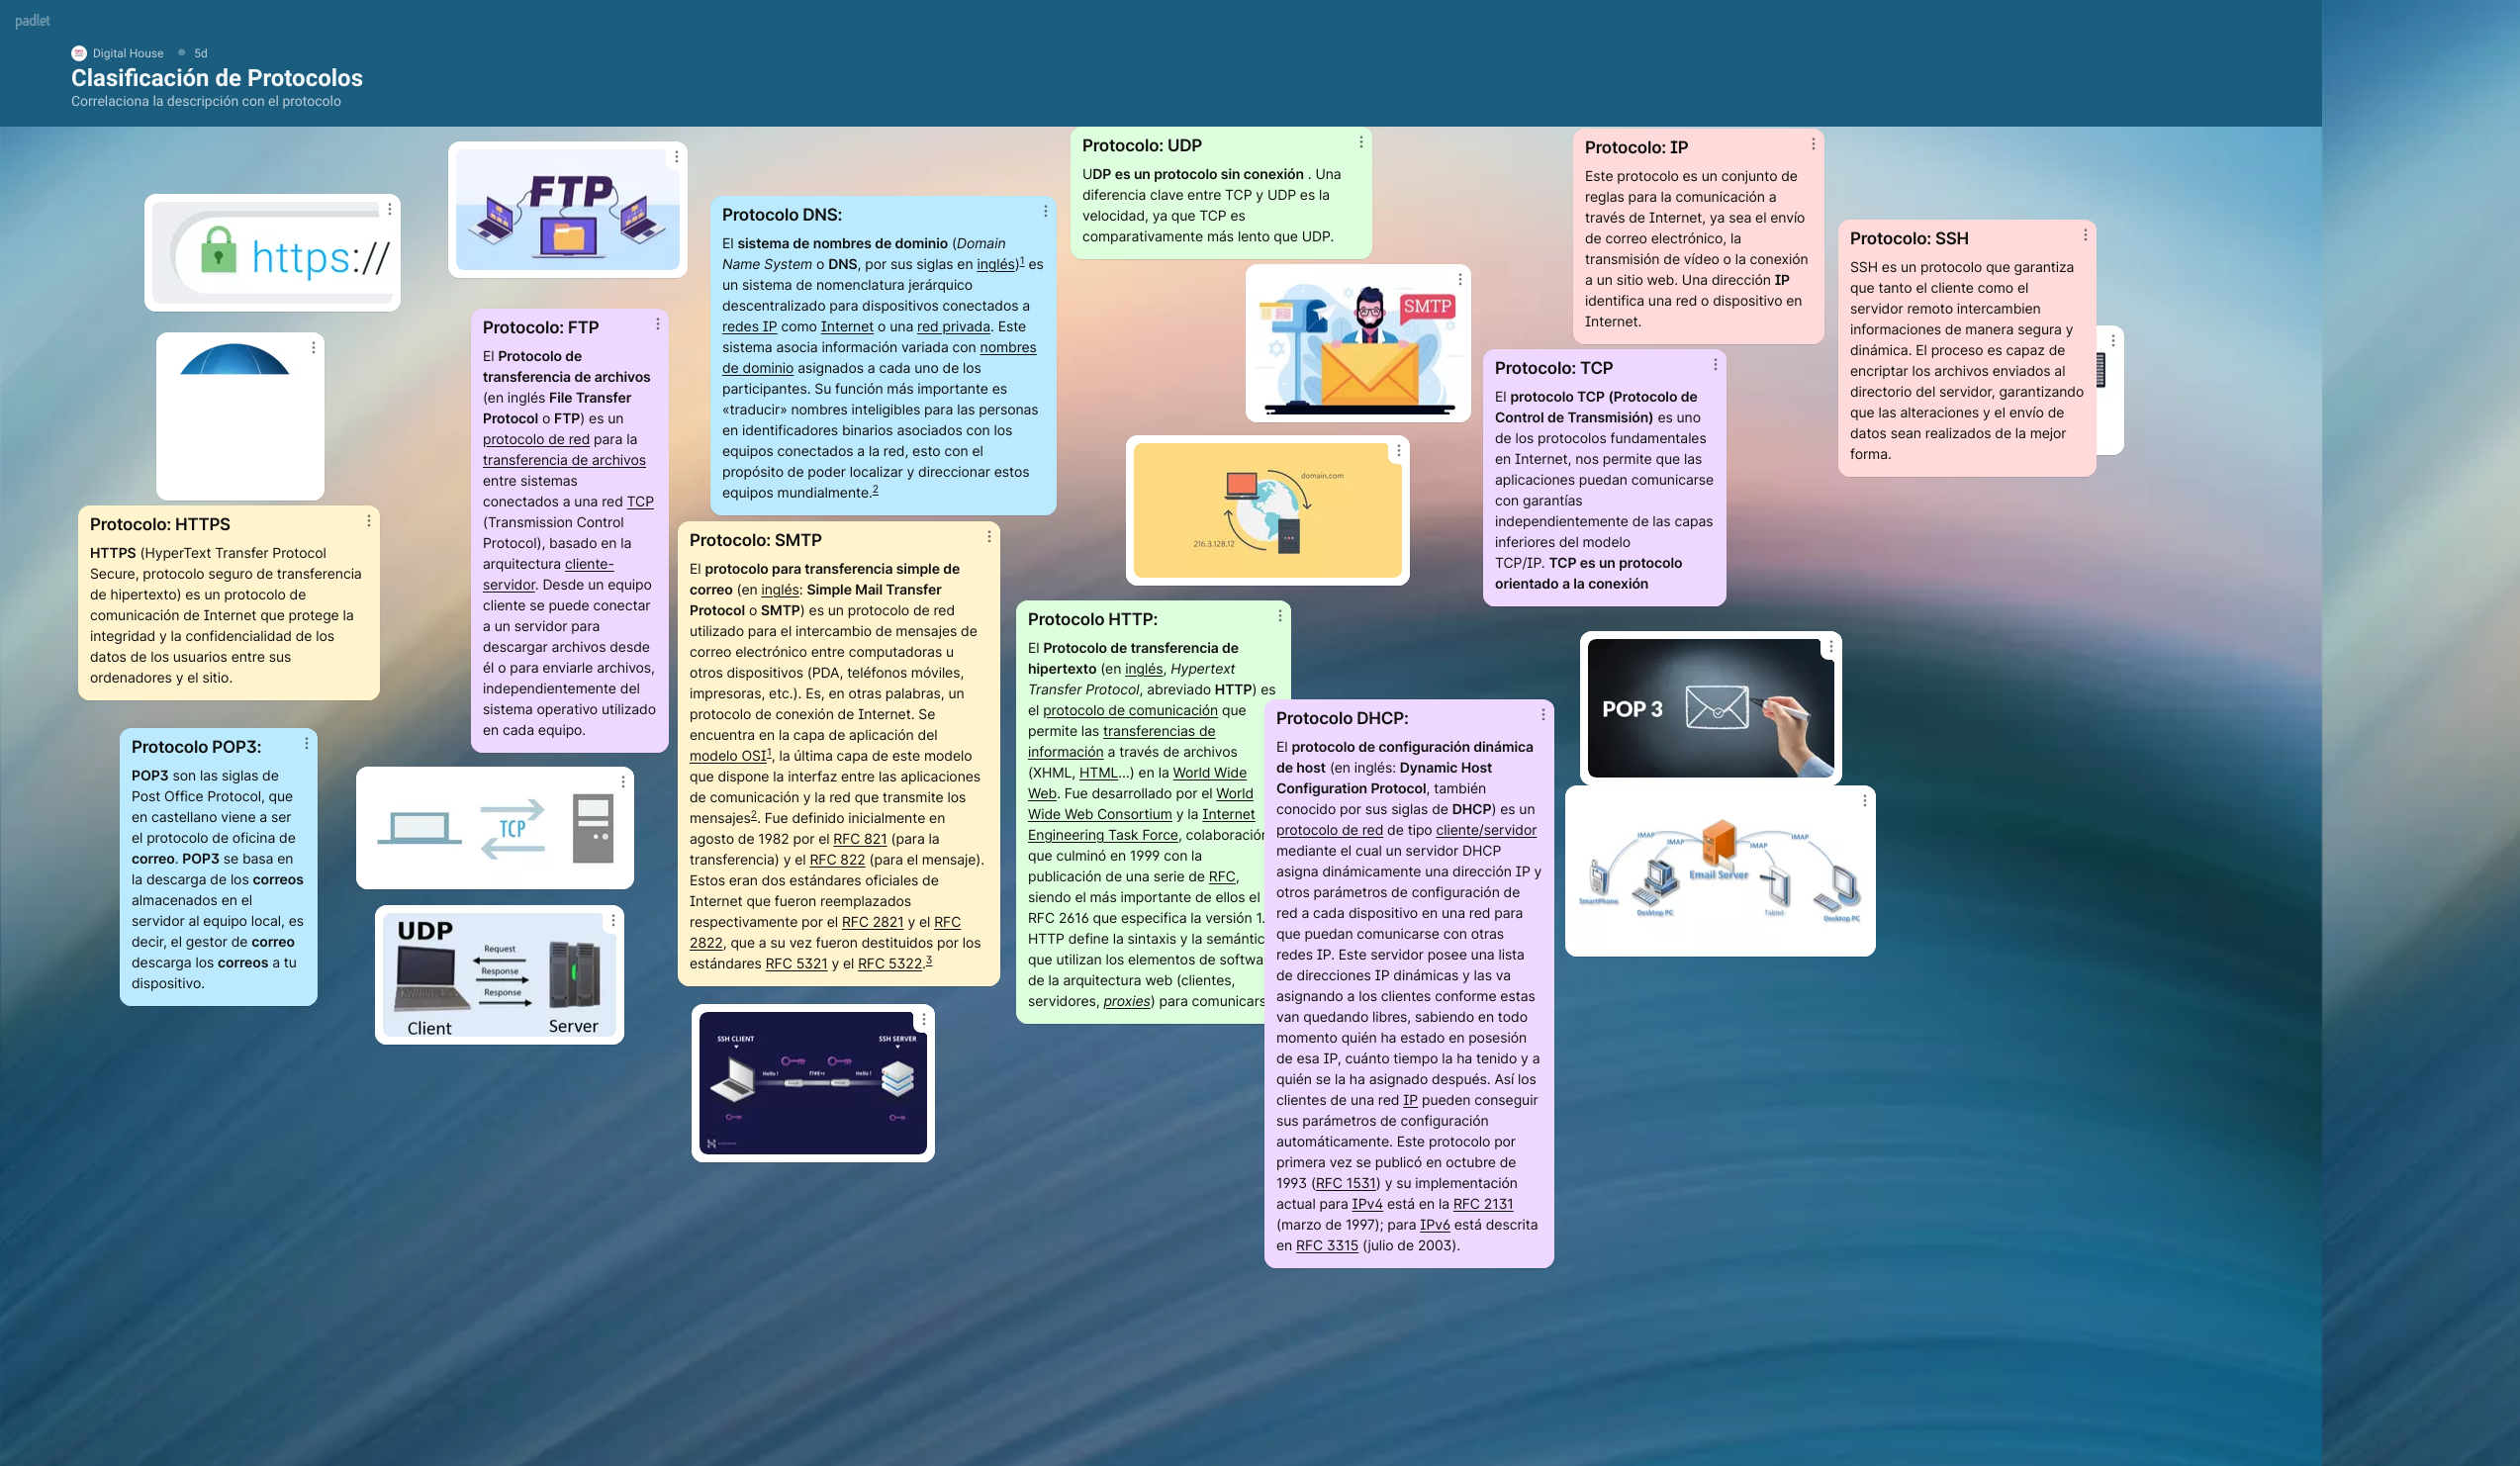 padlet
Digital House 5d
Clasificación de Protocolos
Correlaciona la descripción con el protocolo
https://
FTP
Protocolo: HTTPS
HTTPS (HyperText Transfer Protocol
Secure, protocolo seguro de transferencia
de hipertexto) es un protocolo de
comunicación de Internet que protege la
integridad y la confidencialidad de los
datos de los usuarios entre sus
ordenadores y el sitio.
Protocolo POP3:
POP3 son las siglas de
Post Office Protocol, que
en castellano viene a ser
el protocolo de oficina de
correo. POP3 se basa en
la descarga de los correos
almacenados en el
servidor al equipo local, es
decir, el gestor de correo
descarga los correos a tu
dispositivo.
Protocolo: FTP
El Protocolo de
transferencia de archivos
(en inglés File Transfer
Protocol o FTP) es un
protocolo de red para la
transferencia de archivos
entre sistemas
conectados a una red TCP
(Transmission Control
Protocol), basado en la
arquitectura cliente-
servidor. Desde un equipo
cliente se puede conectar
a un servidor para
descargar archivos desde
él o para enviarle archivos,
independientemente del
sistema operativo utilizado
en cada equipo.
TCP
UDP
Request
Response
Response
Client
Server
Protocolo DNS:
El sistema de nombres de dominio (Domain
Name System o DNS, por sus siglas en inglés)1 es
un sistema de nomenclatura jerárquico
descentralizado para dispositivos conectados a
redes IP como Internet o una red privada. Este
sistema asocia información variada con nombres
de dominio asignados a cada uno de los
participantes. Su función más importante es
«traducir» nombres inteligibles para las personas
en identificadores binarios asociados con los
equipos conectados a la red, esto con el
propósito de poder localizar y direccionar estos
equipos mundialmente.2
Protocolo: SMTP
El protocolo para transferencia simple de
correo (en inglés: Simple Mail Transfer
Protocol o SMTP) es un protocolo de red
utilizado para el intercambio de mensajes de
correo electrónico entre computadoras u
otros dispositivos (PDA, teléfonos móviles,
impresoras, etc.). Es, en otras palabras, un
protocolo de conexión de Internet. Se
encuentra en la capa de aplicación del
modelo OSI1, la última capa de este modelo
que dispone la interfaz entre las aplicaciones
de comunicación y la red que transmite los
mensajes2. Fue definido inicialmente en
agosto de 1982 por el RFC 821 (para la
transferencia) y el RFC 822 (para el mensaje).
Estos eran dos estándares oficiales de
Internet que fueron reemplazados
respectivamente por el RFC 2821 y el RFC
2822, que a su vez fueron destituidos por los
estándares RFC 5321 y el RFC 5322.3
SSH CLIENT
SSH SERVER
Hello !
Hello !
Protocolo: UDP
UDP es un protocolo sin conexión . Una
diferencia clave entre TCP y UDP es la
velocidad, ya que TCP es
comparativamente más lento que UDP.
SMTP
domain.com
216.3.128.12
Protocolo HTTP:
El Protocolo de transferencia de
hipertexto (en inglés, Hypertext
Transfer Protocol, abreviado HTTP) es
el protocolo de comunicación que
permite las transferencias de
información a través de archivos
(XHML, HTML...) en la World Wide
Web. Fue desarrollado por el World
Wide Web Consortium y la Internet
Engineering Task Force, colaboración
que culminó en 1999 con la
publicación de una serie de RFC,
siendo el más importante de ellos el
RFC 2616 que especifica la versión 1.
HTTP define la sintaxis y la semántic
que utilizan los elementos de softwa
de la arquitectura web (clientes,
servidores, proxies) para comunicars
Protocolo DHCP:
El protocolo de configuración dinámica
de host (en inglés: Dynamic Host
Configuration Protocol, también
conocido por sus siglas de DHCP) es un
protocolo de red de tipo cliente/servidor
mediante el cual un servidor DHCP
asigna dinámicamente una dirección IP y
otros parámetros de configuración de
red a cada dispositivo en una red para
que puedan comunicarse con otras
redes IP. Este servidor posee una lista
de direcciones IP dinámicas y las va
asignando a los clientes conforme estas
van quedando libres, sabiendo en todo
momento quién ha estado en posesión
de esa IP, cuánto tiempo la ha tenido y a
quién se la ha asignado después. Así los
clientes de una red IP pueden conseguir
sus parámetros de configuración
automáticamente. Este protocolo por
primera vez se publicó en octubre de
1993 (RFC 1531) y su implementación
actual para IPv4 está en la RFC 2131
(marzo de 1997); para IPv6 está descrita
en RFC 3315 (julio de 2003).
Protocolo: IP
Este protocolo es un conjunto de
reglas para la comunicación a
través de Internet, ya sea el envío
de correo electrónico, la
transmisión de vídeo o la conexión
a un sitio web. Una dirección IP
identifica una red o dispositivo en
Internet.
Protocolo: TCP
El protocolo TCP (Protocolo de
Control de Transmisión) es uno
de los protocolos fundamentales
en Internet, nos permite que las
aplicaciones puedan comunicarse
con garantías
independientemente de las capas
inferiores del modelo
TCP/IP. TCP es un protocolo
orientado a la conexión
Protocolo: SSH
SSH es un protocolo que garantiza
que tanto el cliente como el
servidor remoto intercambien
informaciones de manera segura y
dinámica. El proceso es capaz de
encriptar los archivos enviados al
directorio del servidor, garantizando
que las alteraciones y el envío de
datos sean realizados de la mejor
forma.
POP 3
IMAP
IMAP
IMAP
IMAP
Email Server
SmartPhone
Desktop PC
Tablet
Desktop PC